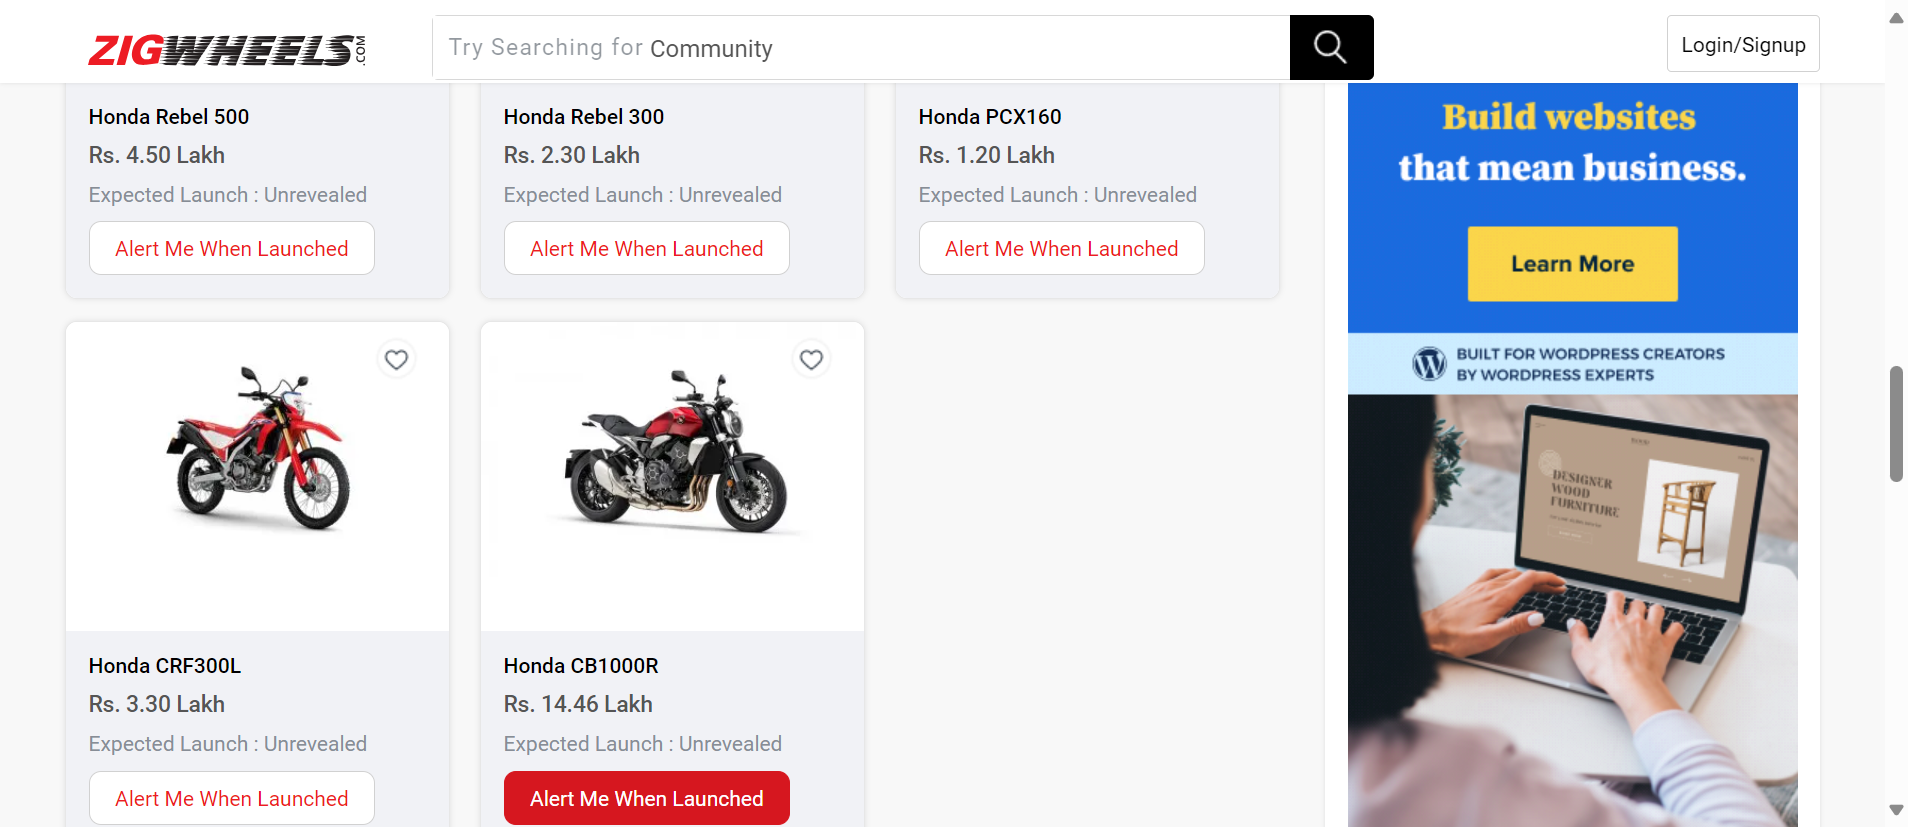 ZIGWHEELS.COM
Try Searching for Community
Login/Signup
Honda Rebel 500
Rs. 4.50 Lakh
Expected Launch : Unrevealed
Alert Me When Launched
Honda Rebel 300
Rs. 2.30 Lakh
Expected Launch : Unrevealed
Alert Me When Launched
Honda PCX160
Rs. 1.20 Lakh
Expected Launch : Unrevealed
Alert Me When Launched
Honda CRF300L
Rs. 3.30 Lakh
Expected Launch : Unrevealed
Alert Me When Launched
Honda CB1000R
Rs. 14.46 Lakh
Expected Launch : Unrevealed
Alert Me When Launched
Build websites
that mean business.
Learn More
BUILT FOR WORDPRESS CREATORS
BY WORDPRESS EXPERTS
DESIGNER
WOOD
FURNITURE